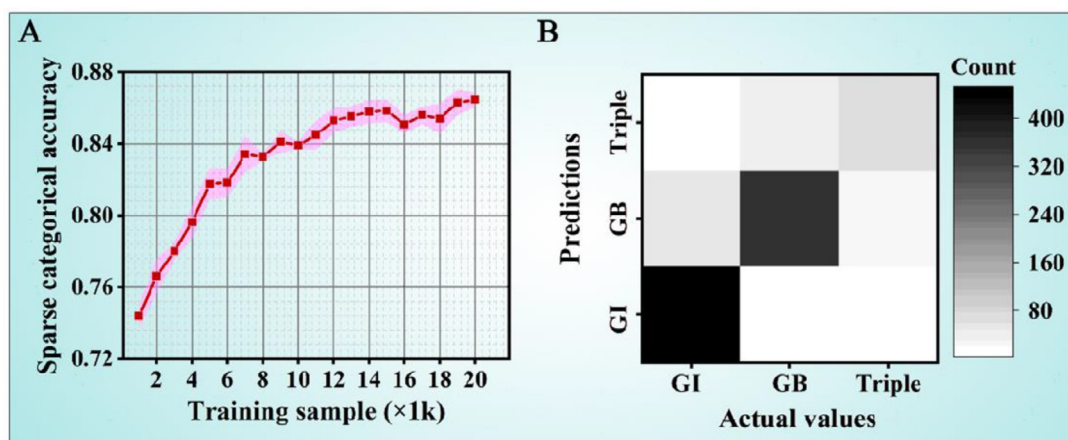 A
Sparse categorical accuracy
0.88
0.84
0.80
0.76
0.72
2 4 6 8 10 12 14 16 18 20
Training sample (×1k)
B
Predictions
Triple
GB
GI
GI GB Triple
Actual values
Count
400
320
240
160
80